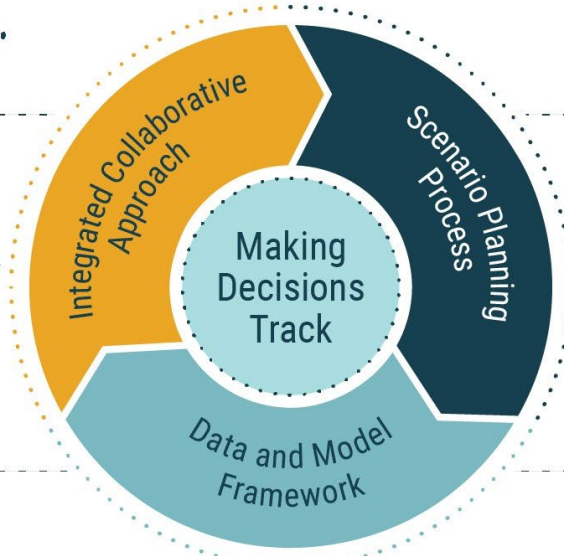 Integrated Collaborative
Approach
Scenario Planning
Process
Making
Decisions
Track
Data and Model
Framework